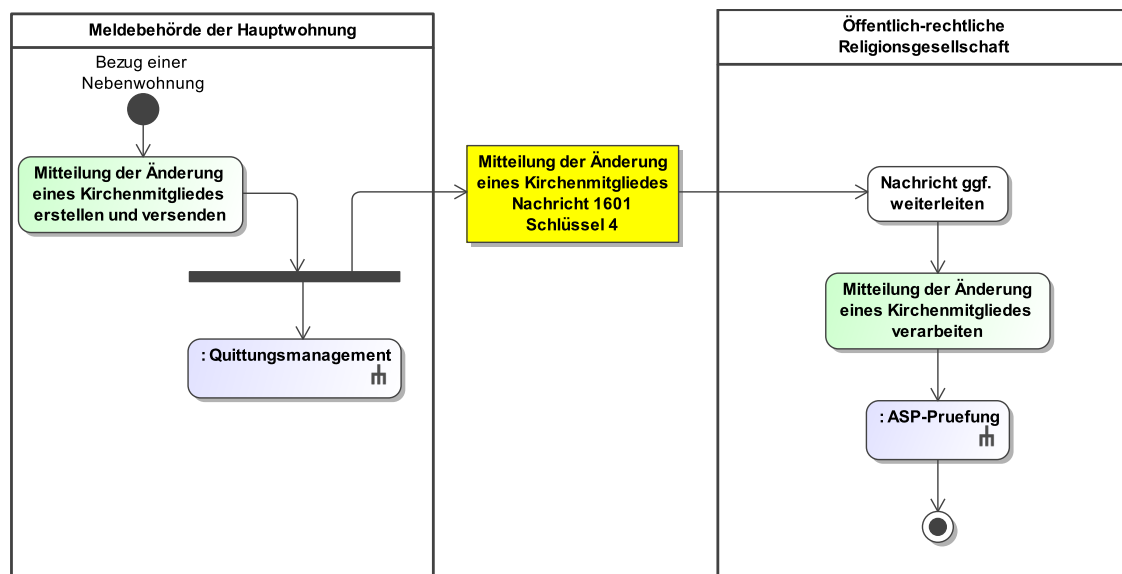 Meldebehörde der Hauptwohnung
Bezug einer
Nebenwohnung
Mitteilung der Änderung
eines Kirchenmitgliedes
erstellen und versenden
: Quittungsmanagement
Mitteilung der Änderung
eines Kirchenmitgliedes
Nachricht 1601
Schlüssel 4
Öffentlich-rechtliche
Religionsgesellschaft
Nachricht ggf.
weiterleiten
Mitteilung der Änderung
eines Kirchenmitgliedes
verarbeiten
: ASP-Pruefung